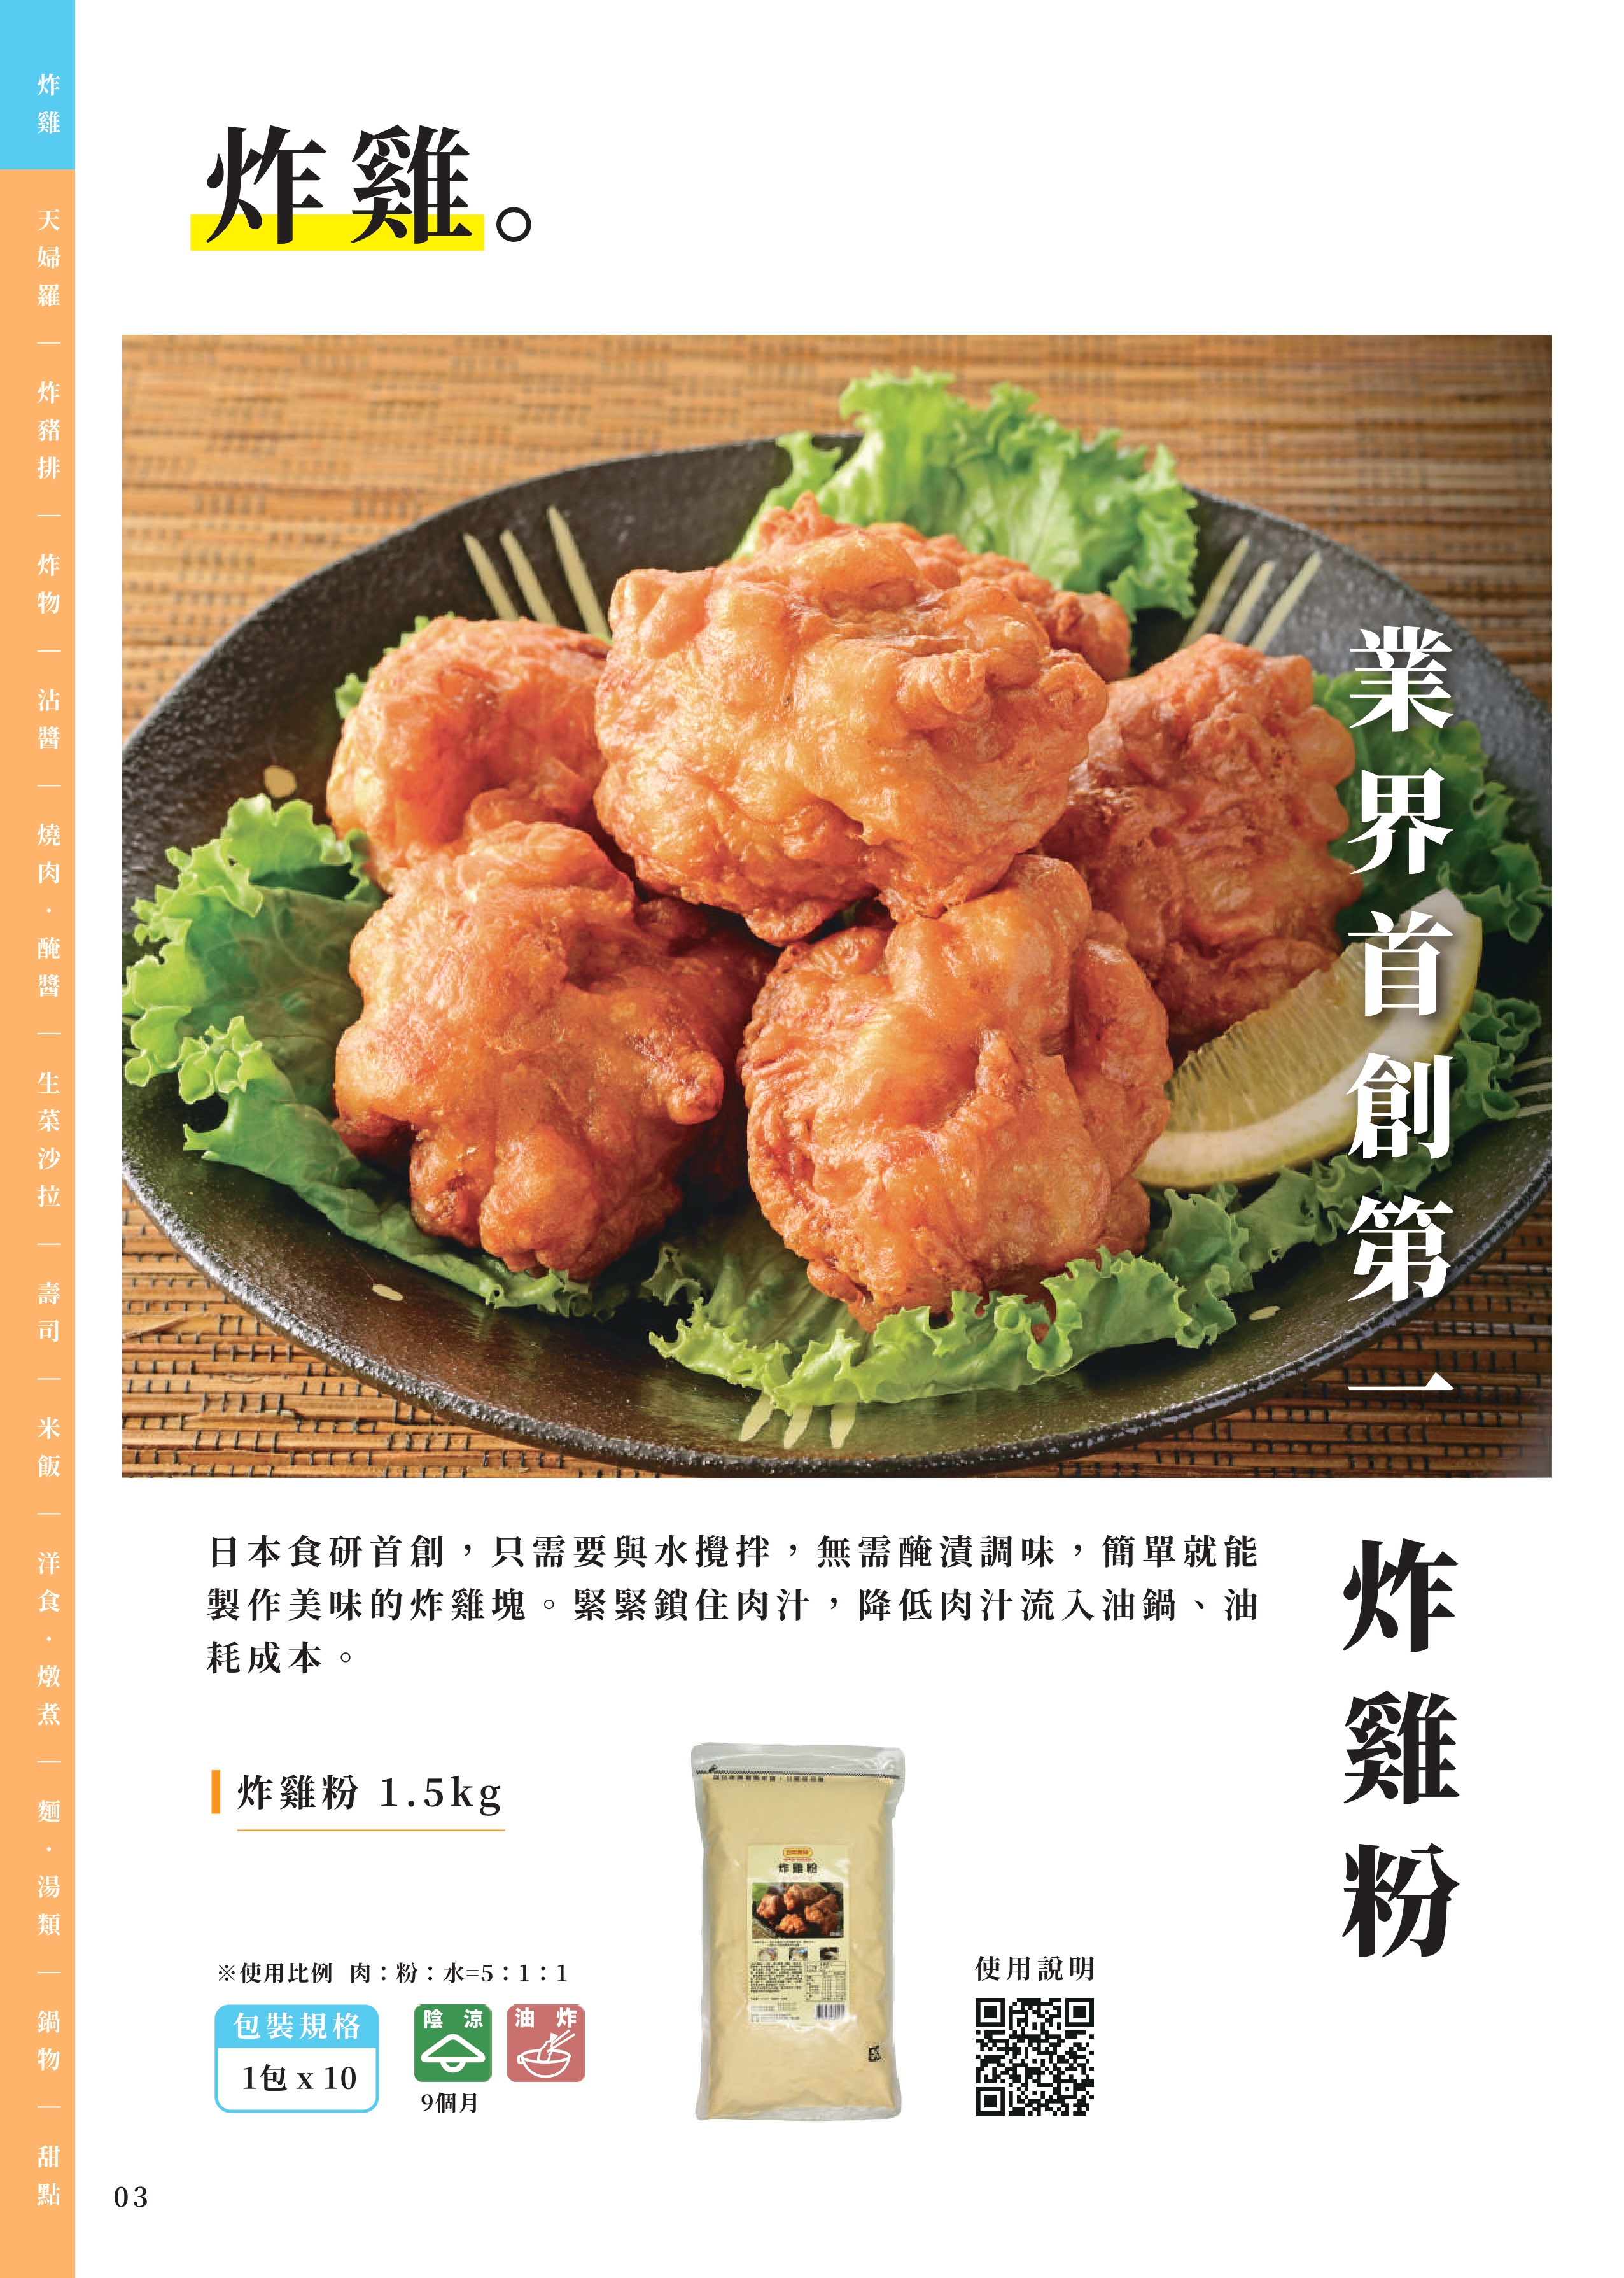 炸雞
天婦羅｜炸豬排｜炸物｜沾醬｜燒肉・醃醬｜生菜沙拉｜壽司｜米飯｜洋食・燉煮｜麵・湯類｜鍋物｜甜點
炸雞。
業界首創第一
炸雞粉
日本食研首創，只需要與水攪拌，無需醃漬調味，簡單就能
製作美味的炸雞塊。緊緊鎖住肉汁，降低肉汁流入油鍋、油
耗成本。
炸雞粉 1.5kg
※使用比例 肉：粉：水=5：1：1
包裝規格
1包 x 10
陰涼
9個月
油炸
炸雞粉
使用說明
03